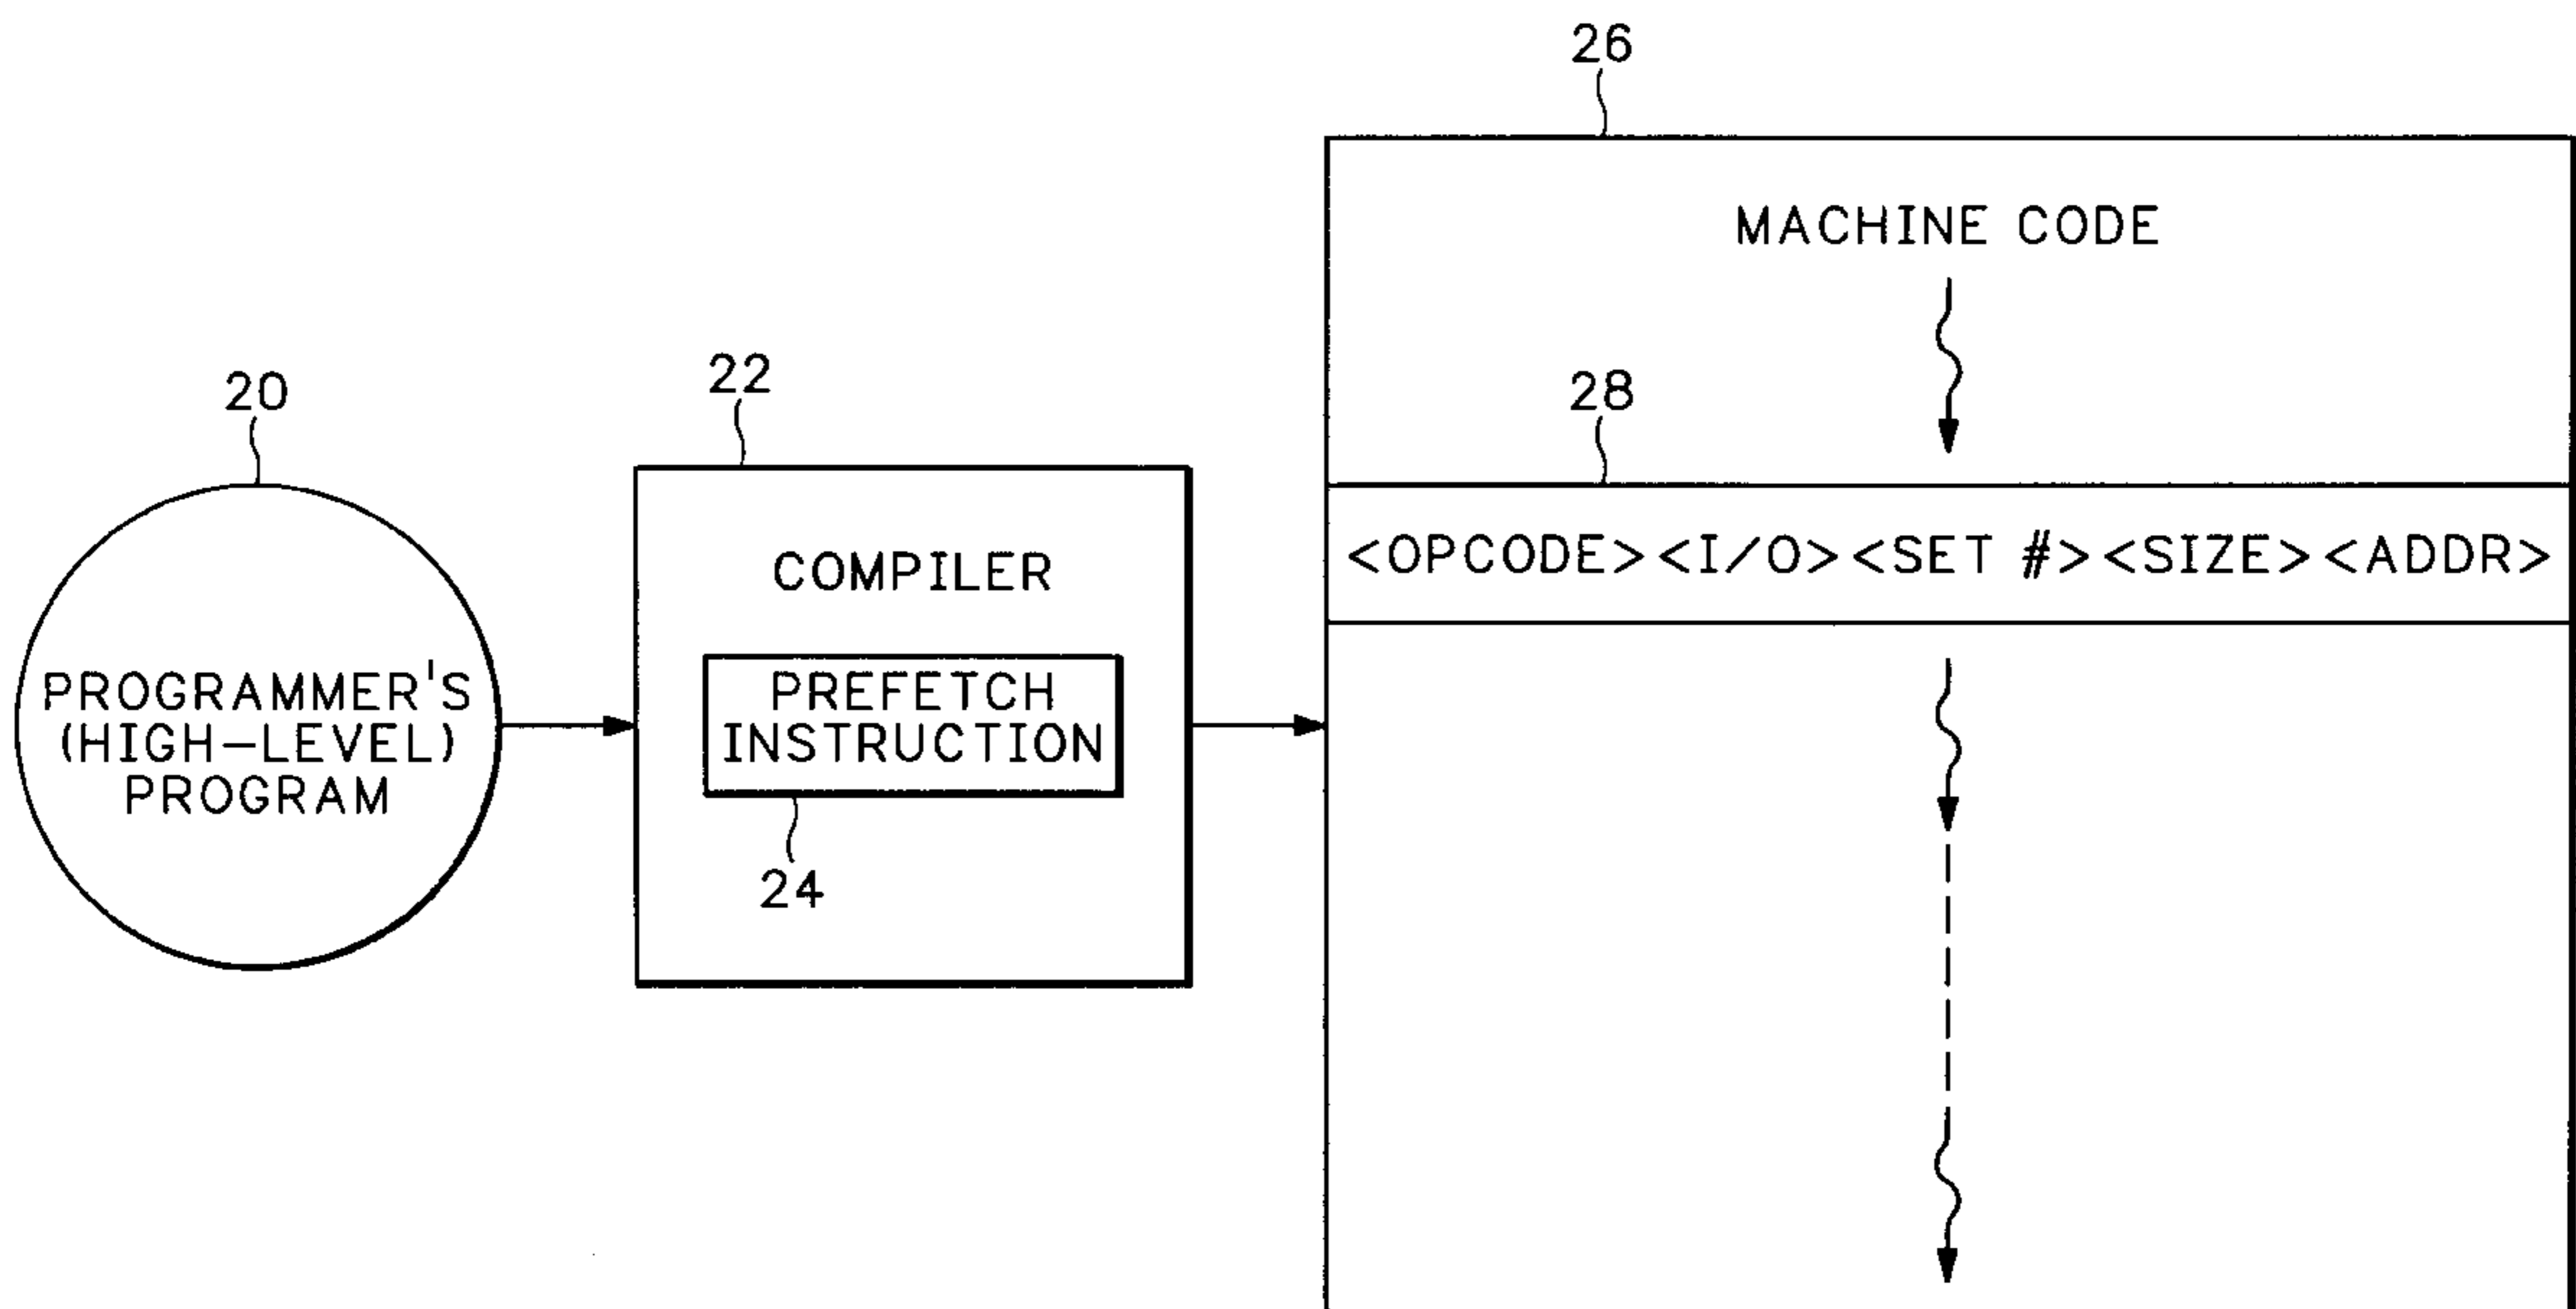 20
PROGRAMMER'S
(HIGH-LEVEL)
PROGRAM
22
COMPILER
PREFETCH
INSTRUCTION
24
26
MACHINE CODE
28
<OPCODE><I/O><SET #><SIZE><ADDR>